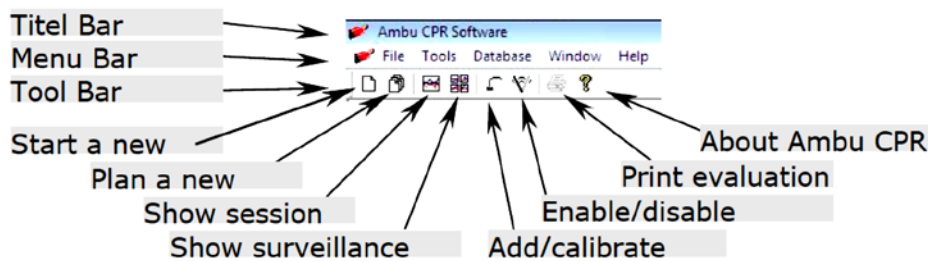 Titel Bar
Ambu CPR Software
Menu Bar
File Tools Database Window Help
Tool Bar
Start a new
About Ambu CPR
Plan a new
Print evaluation
Show session
Enable/disable
Show surveillance
Add/calibrate